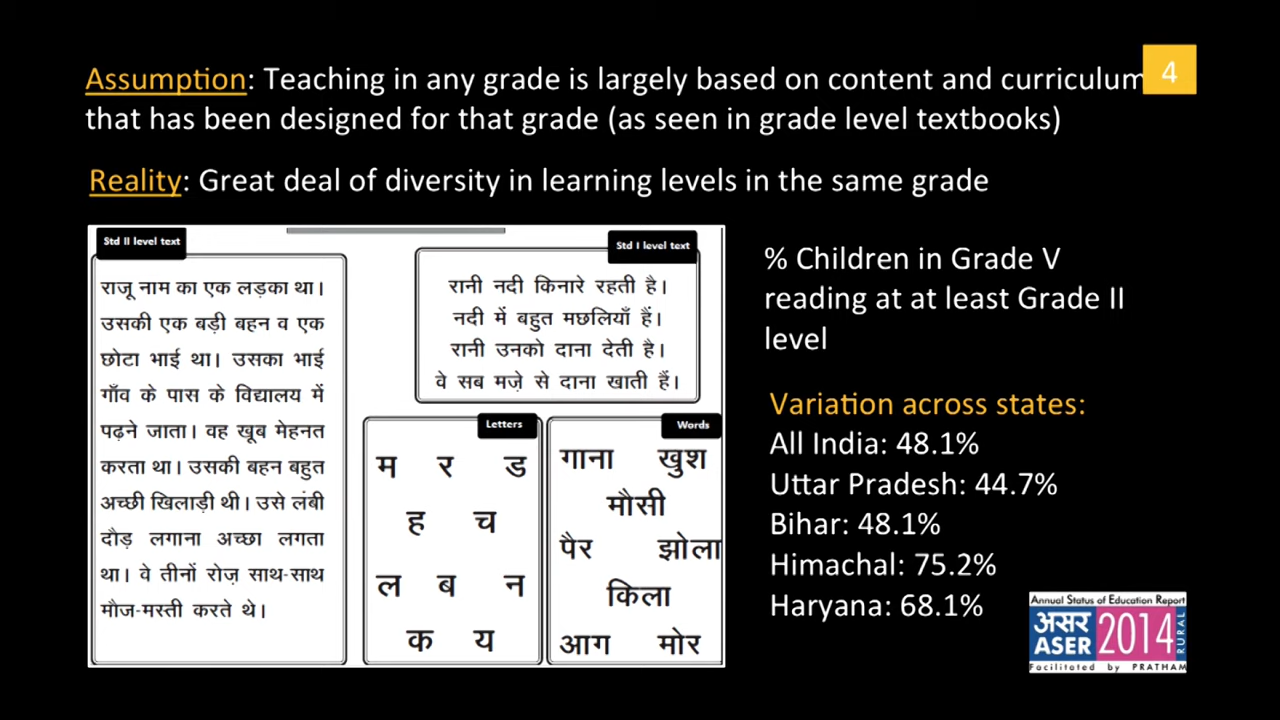 Assumption: Teaching in any grade is largely based on content and curriculum
4
that has been designed for that grade (as seen in grade level textbooks)
Reality: Great deal of diversity in learning levels in the same grade
Std II level text
राजू नाम का एक लड़का था।
उसकी एक बड़ी बहन व एक
छोटा भाई था। उसका भाई
गाँव के पास के विद्यालय में
पढ़ने जाता। वह खूब मेहनत
करता था। उसकी बहन बहुत
अच्छी खिलाड़ी थी। उसे लंबी
दौड़ लगाना अच्छा लगता
था। वे तीनों रोज़ साथ-साथ
मौज-मस्ती करते थे।
Std I level text
रानी नदी किनारे रहती है।
नदी में बहुत मछलियाँ हैं।
रानी उनको दाना देती है।
वे सब मज़े से दाना खाती हैं।
Letters
म र ड
ह च
ल ब न
क य
Words
गाना खुश
मौसी
पैर झोला
किला
आग मोर
% Children in Grade V
reading at at least Grade II
level
Variation across states:
All India: 48.1%
Uttar Pradesh: 44.7%
Bihar: 48.1%
Himachal: 75.2%
Haryana: 68.1%
Annual Status of Education Report
असर
ASER
2014
RURAL
Facilitated by PRATHAM